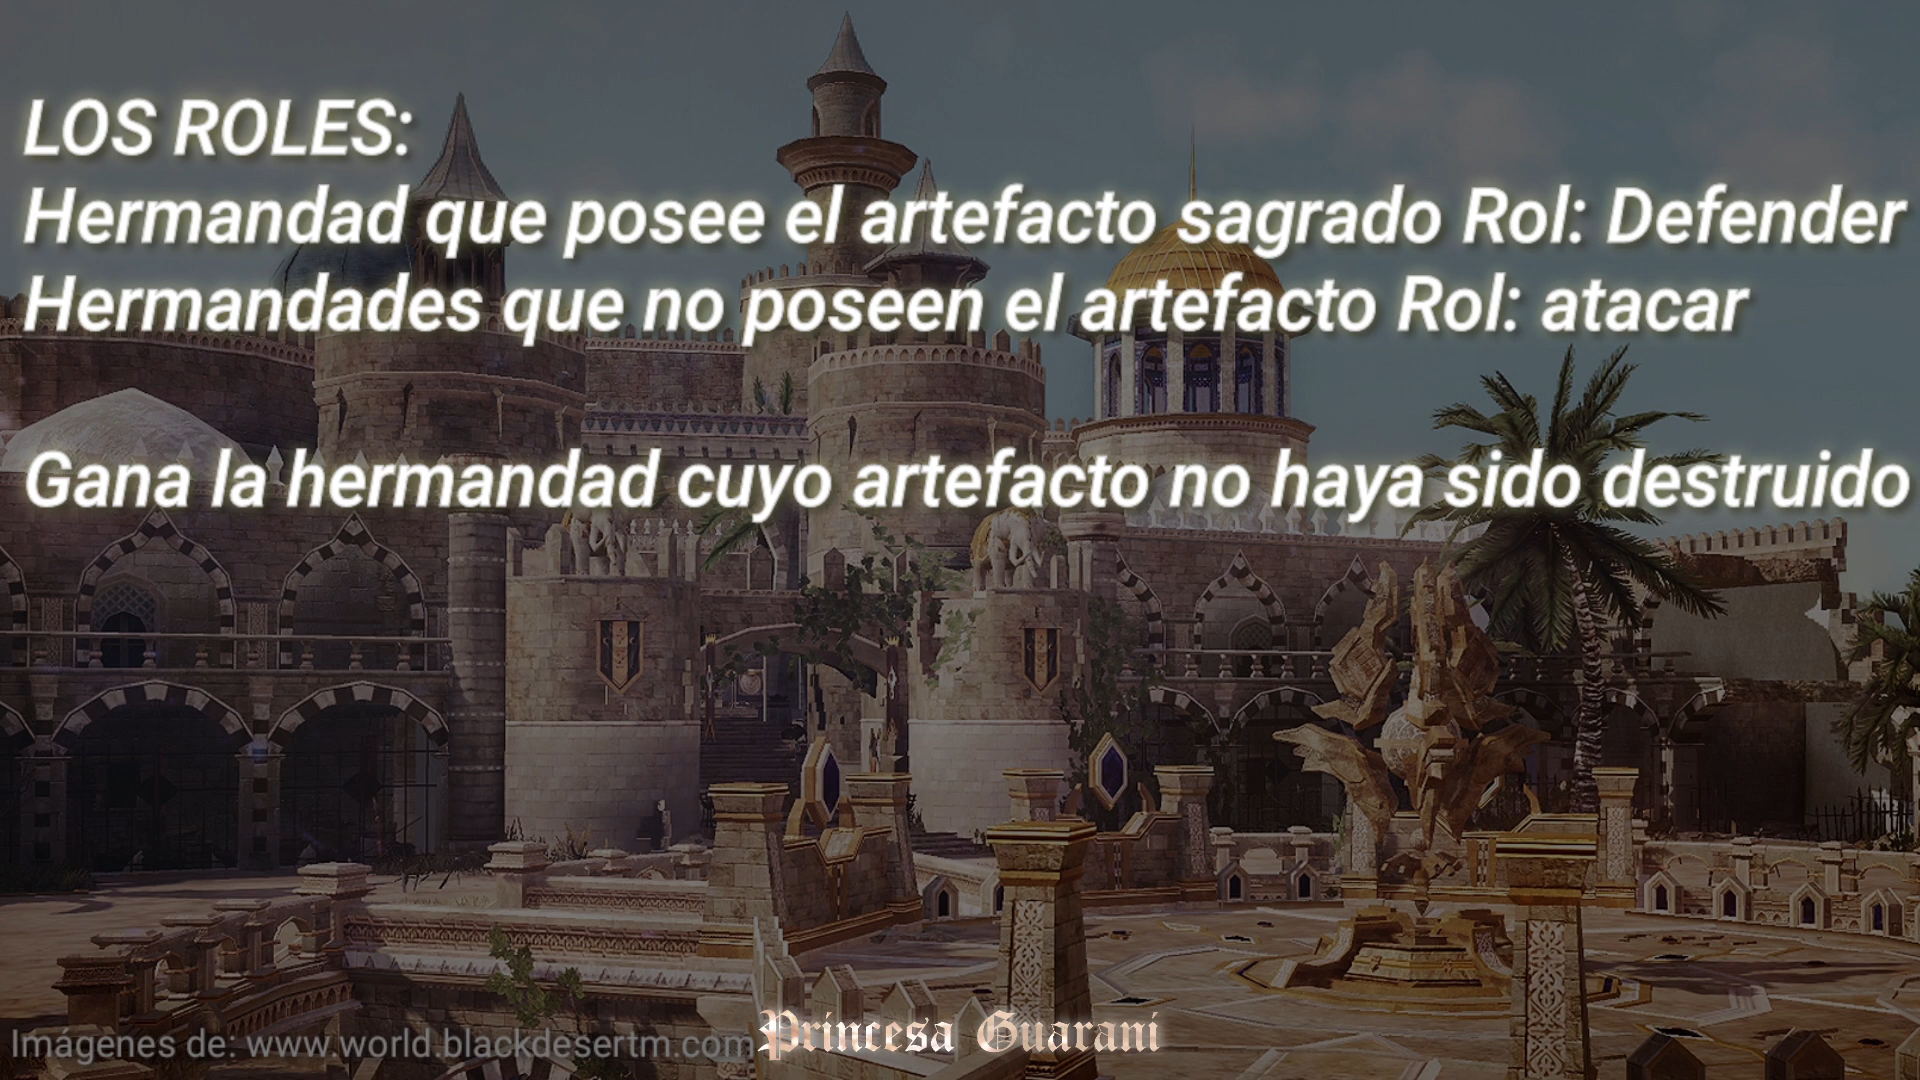 LOS ROLES:
Hermandad que posee el artefacto sagrado Rol: Defender
Hermandades que no poseen el artefacto Rol: atacar
Gana la hermandad cuyo artefacto no haya sido destruido
Imágenes de: www.world.blackdesertm.com
Princesa Guarani